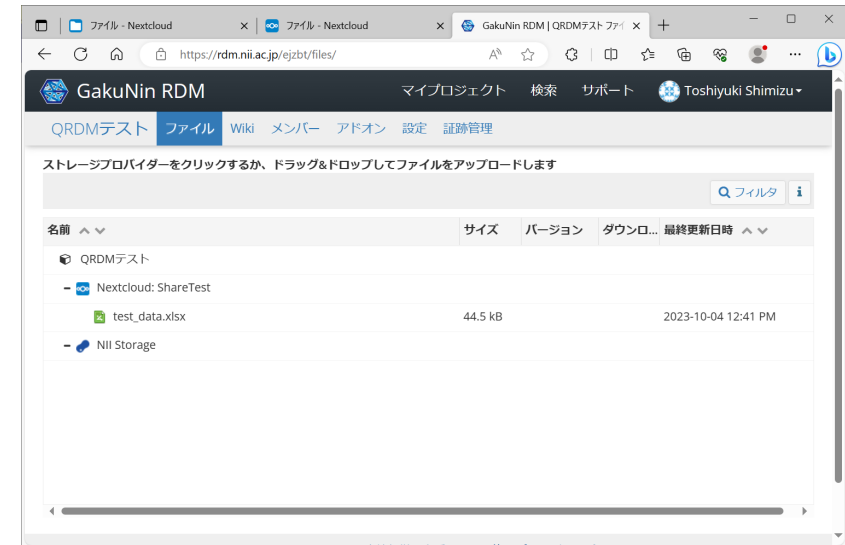 ファイル - Nextcloud
ファイル - Nextcloud
GakuNin RDM | QRDMテスト ファイ
https://rdm.nii.ac.jp/ejzbt/files/
GakuNin RDM
マイプロジェクト 検索 サポート Toshiyuki Shimizu
QRDMテスト ファイル Wiki メンバー アドオン 設定 証跡管理
ストレージプロバイダーをクリックするか、ドラッグ&ドロップしてファイルをアップロードします
フィルタ i
名前 サイズ バージョン ダウンロ... 最終更新日時
QRDMテスト
Nextcloud: ShareTest
test_data.xlsx 44.5 kB 2023-10-04 12:41 PM
NII Storage